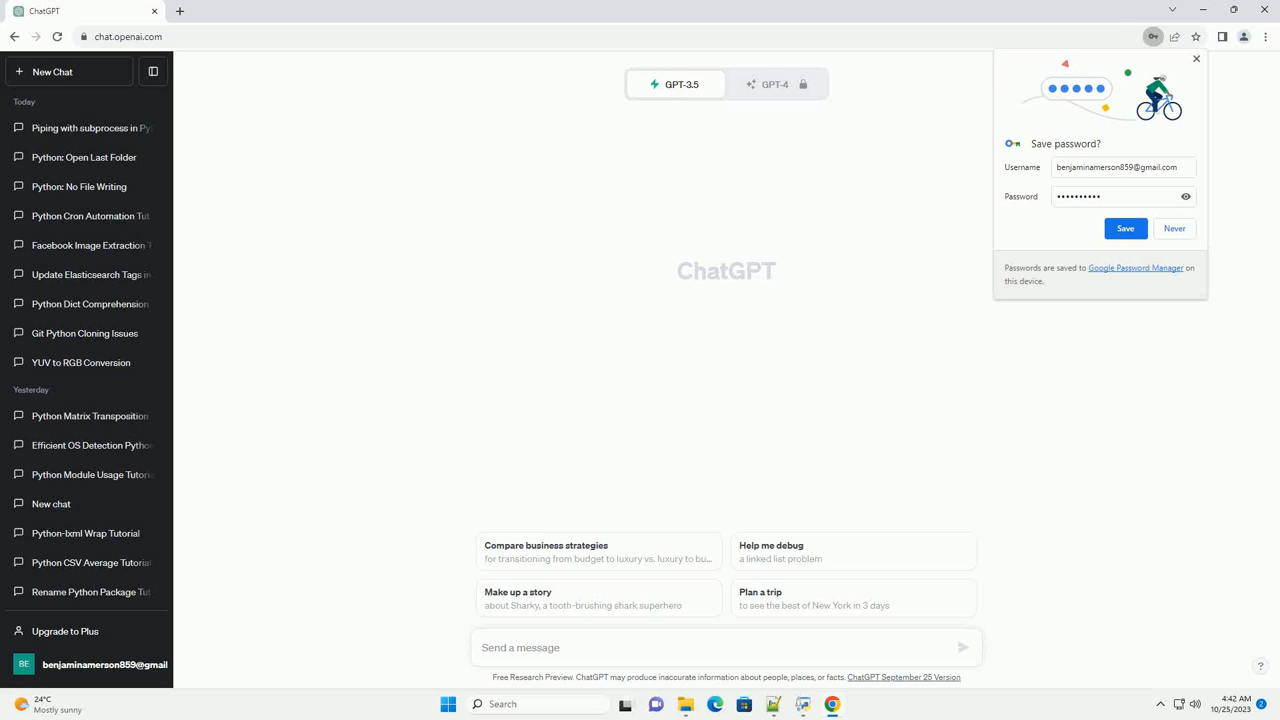 ChatGPT
chat.openai.com
New Chat
Today
Piping with subprocess in Py
Python: Open Last Folder
Python: No File Writing
Python Cron Automation Tut
Facebook Image Extraction T
Update Elasticsearch Tags in
Python Dict Comprehension
Git Python Cloning Issues
YUV to RGB Conversion
Yesterday
Python Matrix Transposition
Efficient OS Detection Python
Python Module Usage Tutoria
New chat
Python-lxml Wrap Tutorial
Python CSV Average Tutorial
Rename Python Package Tut
Upgrade to Plus
BE benjaminamerson859@gmail
GPT-3.5 GPT-4
ChatGPT
Save password?
Username benjaminamerson859@gmail.com
Password ••••••••••
Save Never
Passwords are saved to Google Password Manager on
this device.
Compare business strategies
for transitioning from budget to luxury vs. luxury to bu...
Help me debug
a linked list problem
Make up a story
about Sharky, a tooth-brushing shark superhero
Plan a trip
to see the best of New York in 3 days
Send a message
Free Research Preview. ChatGPT may produce inaccurate information about people, places, or facts. ChatGPT September 25 Version
?
24°C
Mostly sunny
Search
4:42 AM
10/25/2023
2